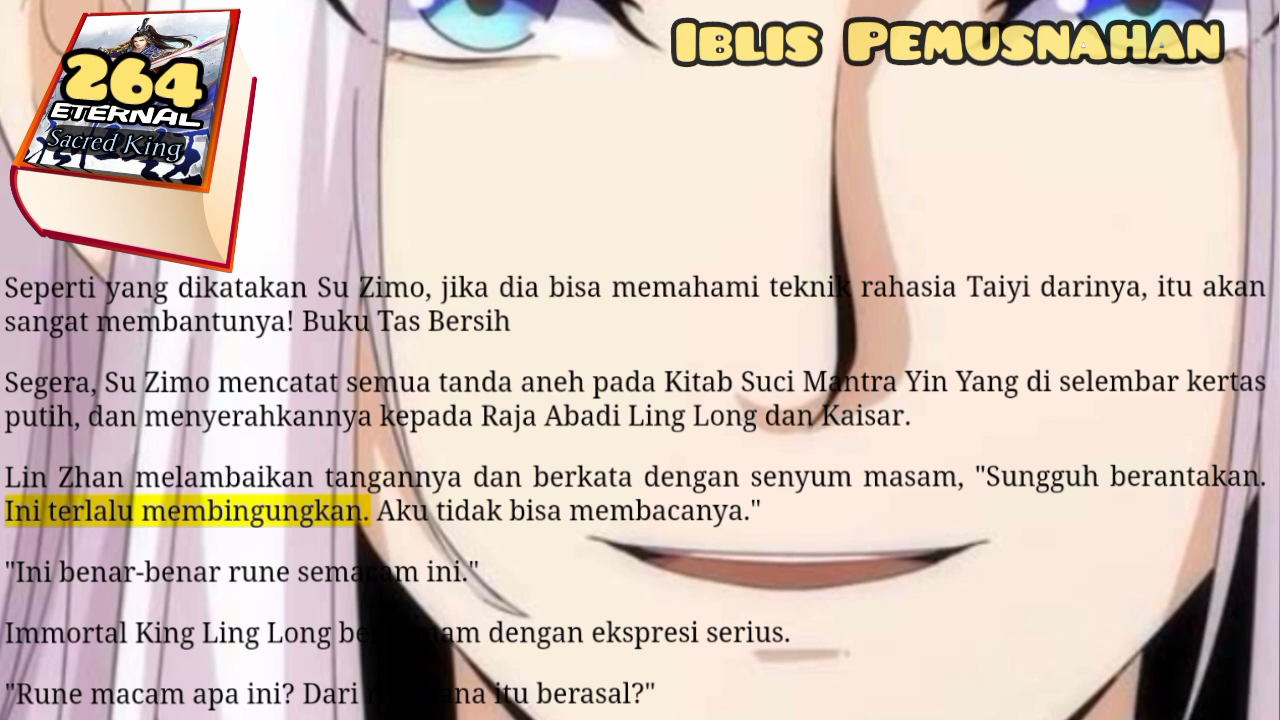 Iblis Pemusnahan
264
ETERNAL
Sacred King
Seperti yang dikatakan Su Zimo, jika dia bisa memahami teknik rahasia Taiyi darinya, itu akan
sangat membantunya! Buku Tas Bersih
Segera, Su Zimo mencatat semua tanda aneh pada Kitab Suci Mantra Yin Yang di selembar kertas
putih, dan menyerahkannya kepada Raja Abadi Ling Long dan Kaisar.
Lin Zhan melambaikan tangannya dan berkata dengan senyum masam, "Sungguh berantakan.
Ini terlalu membingungkan. Aku tidak bisa membacanya."
"Ini benar-benar rune semacam ini."
Immortal King Ling Long dengan ekspresi serius.
"Rune macam apa ini? Dari itu berasal?"